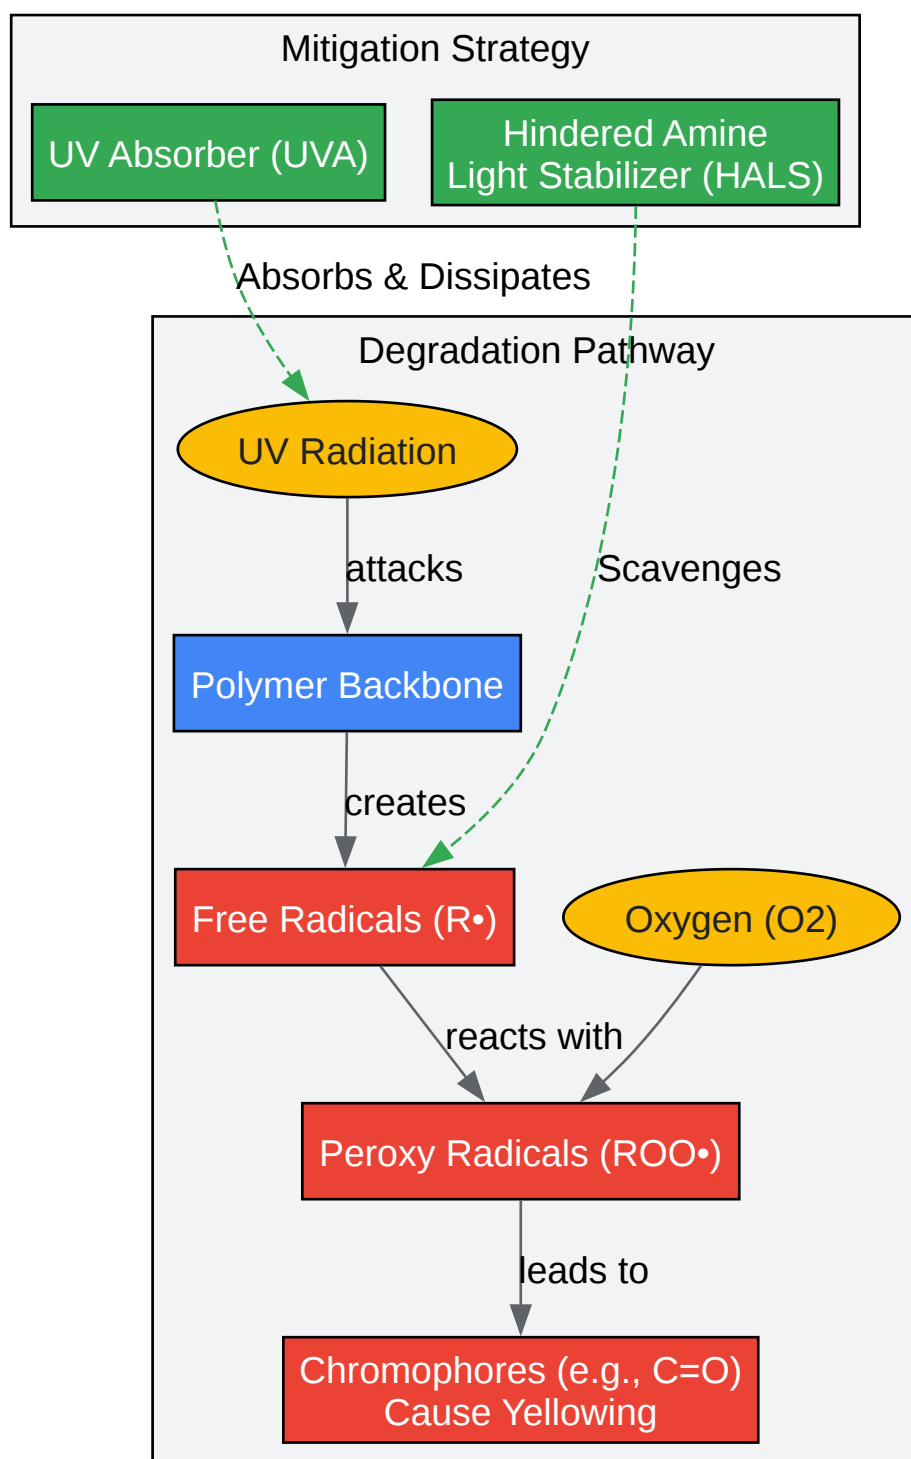 Mitigation Strategy
UV Absorber (UVA)
Hindered Amine
Light Stabilizer (HALS)
Absorbs & Dissipates
Degradation Pathway
UV Radiation
attacks
Scavenges
Polymer Backbone
creates
Free Radicals (R•)
Oxygen (O2)
reacts with
Peroxy Radicals (ROO•)
leads to
Chromophores (e.g., C=O)
Cause Yellowing